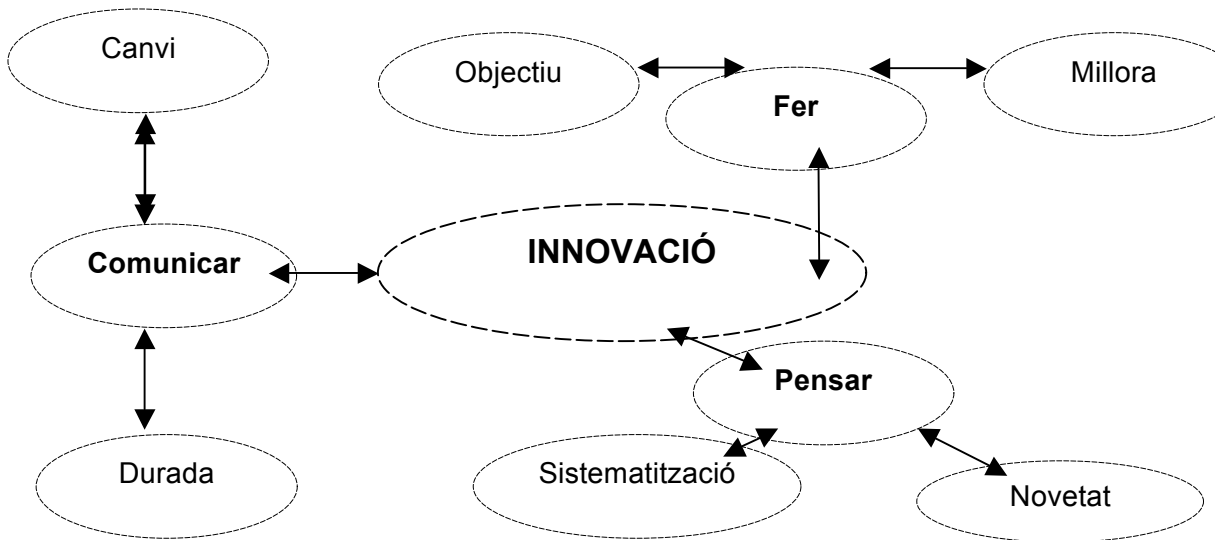 Canvi
Objectiu
Millora
Fer
INNOVACIÓ
Comunicar
Pensar
Durada
Sistematització
Novetat